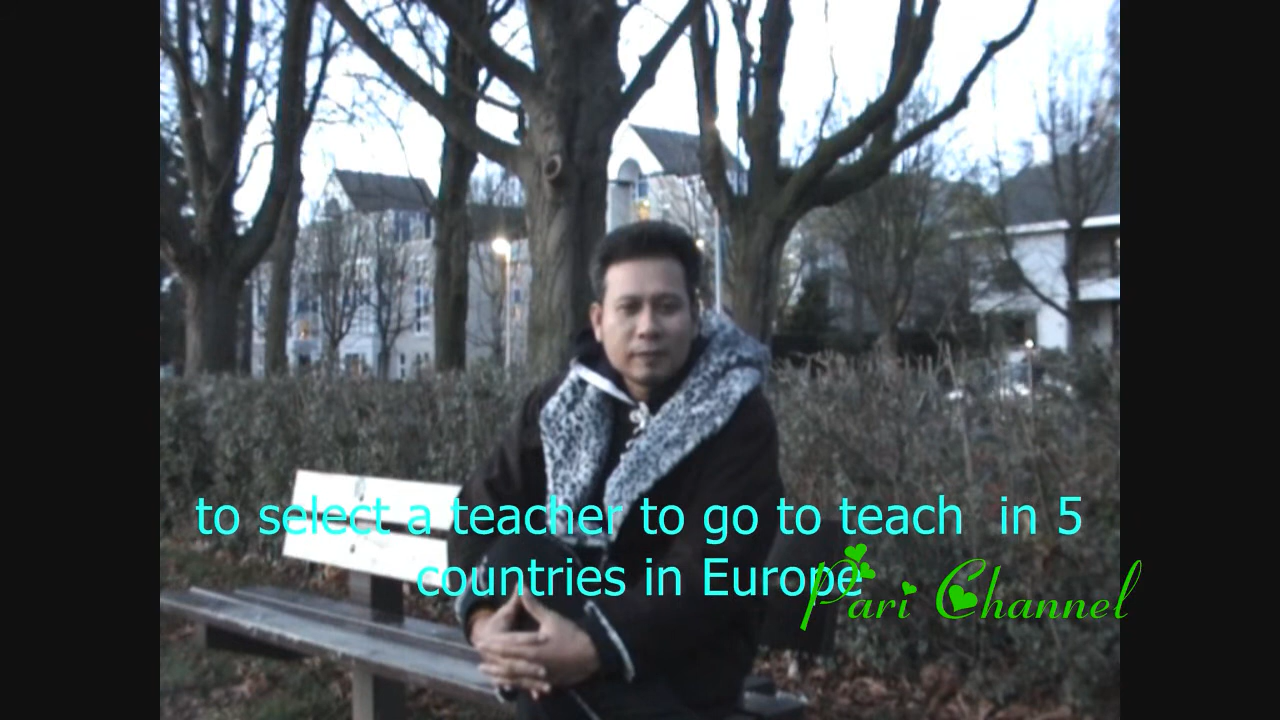 to select a teacher to go to teach  in 5
countries in Europe
Pari Channel